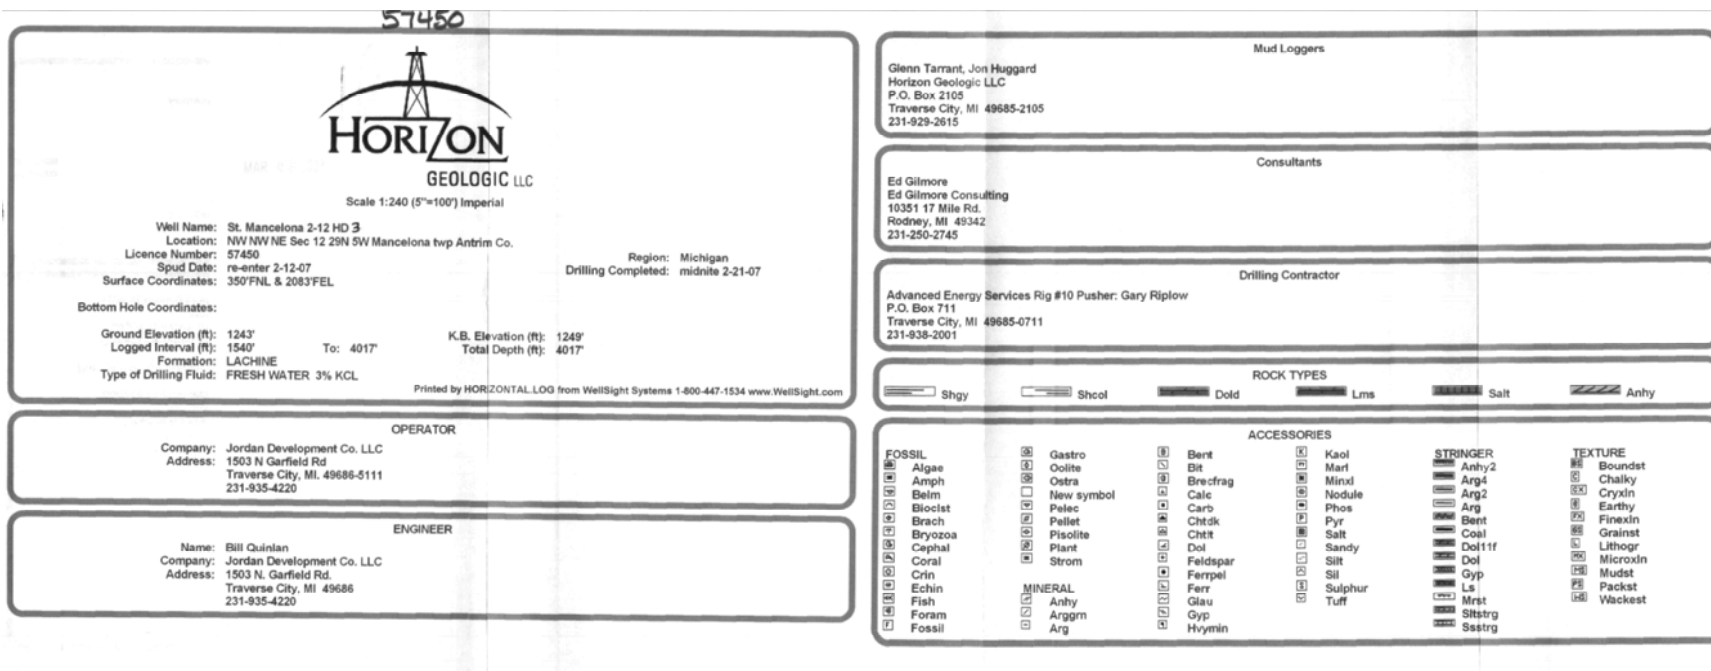 57450
HORIZON
GEOLOGIC LLC
Scale 1:240 (5"=100') Imperial
Well Name: St. Mancelona 2-12 HD 3
Location: NW NW NE Sec 12 29N 5W Mancelona twp Antrim Co.
Licence Number: 57450
Region: Michigan
Spud Date: re-enter 2-12-07
Drilling Completed: midnite 2-21-07
Surface Coordinates: 350'FNL & 2083'FEL
Bottom Hole Coordinates:
Ground Elevation (ft): 1243'
K.B. Elevation (ft): 1249'
Logged Interval (ft): 1540' To: 4017'
Total Depth (ft): 4017'
Formation: LACHINE
Type of Drilling Fluid: FRESH WATER 3% KCL
Printed by HORIZONTAL.LOG from WellSight Systems 1-800-447-1534 www.WellSight.com
OPERATOR
Company: Jordan Development Co. LLC
Address: 1503 N Garfield Rd
Traverse City, MI. 49686-5111
231-935-4220
ENGINEER
Name: Bill Quinlan
Company: Jordan Development Co. LLC
Address: 1503 N. Garfield Rd.
Traverse City, MI 49686
231-935-4220
Mud Loggers
Glenn Tarrant, Jon Huggard
Horizon Geologic LLC
P.O. Box 2105
Traverse City, MI 49685-2105
231-929-2615
Consultants
Ed Gilmore
Ed Gilmore Consulting
10351 17 Mile Rd.
Rodney, MI 49342
231-250-2745
Drilling Contractor
Advanced Energy Services Rig #10 Pusher: Gary Riplow
P.O. Box 711
Traverse City, MI 49685-0711
231-938-2001
ROCK TYPES
Shgy Shcol Dold Lms Salt Anhy
ACCESSORIES
FOSSIL
Algae
Amph
Belm
Bioclst
Brach
Bryozoa
Cephal
Coral
Crin
Echin
Fish
Foram
F Fossil
Gastro
Oolite
Ostra
New symbol
Pelec
Pellet
Pisolite
Plant
Strom
MINERAL
Anhy
Arggrn
Arg
Bent
Bit
Brecfrag
Calc
Carb
Chtdk
Chtlt
Dol
Feldspar
Ferrpel
Ferr
Glau
Gyp
Hvymin
K Kaol
Marl
Minxl
Nodule
Phos
P Pyr
Salt
Sandy
Silt
Sil
S Sulphur
Tuff
STRINGER
Anhy2
Arg4
Arg2
Arg
Bent
Coal
Dol11f
Dol
Gyp
Ls
Mrst
Sltstrg
Ssstrg
TEXTURE
BS Boundst
C Chalky
CX Cryxln
E Earthy
FX Finexln
GS Grainst
L Lithogr
MX Microxln
MS Mudst
PS Packst
WS Wackest